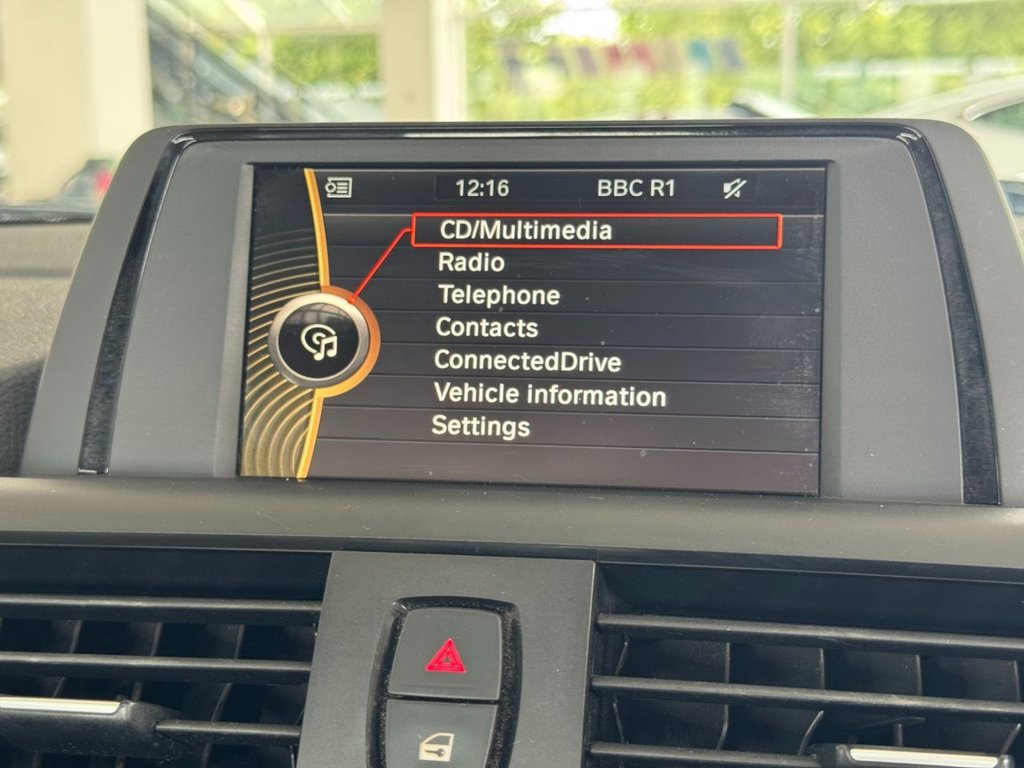 12:16 BBC R1
CD/Multimedia
Radio
Telephone
Contacts
ConnectedDrive
Vehicle information
Settings